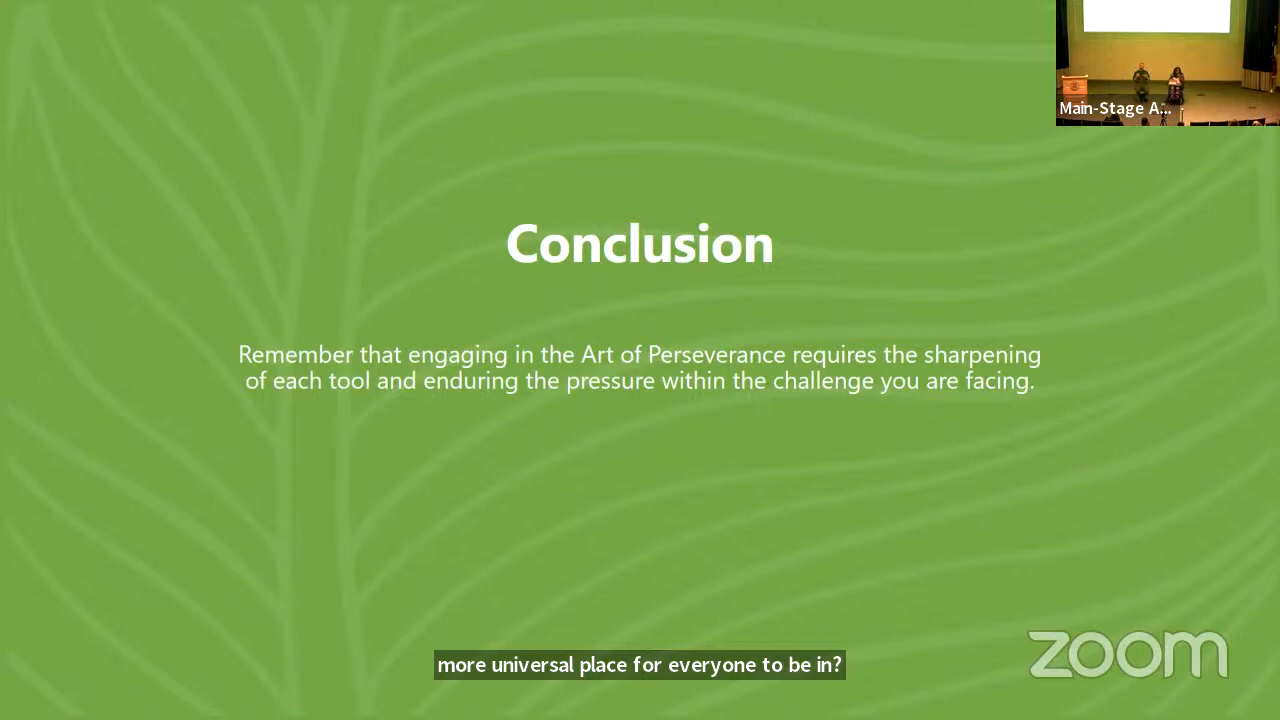 Main-Stage A...
Conclusion
Remember that engaging in the Art of Perseverance requires the sharpening
of each tool and enduring the pressure within the challenge you are facing.
more universal place for everyone to be in?
zoom